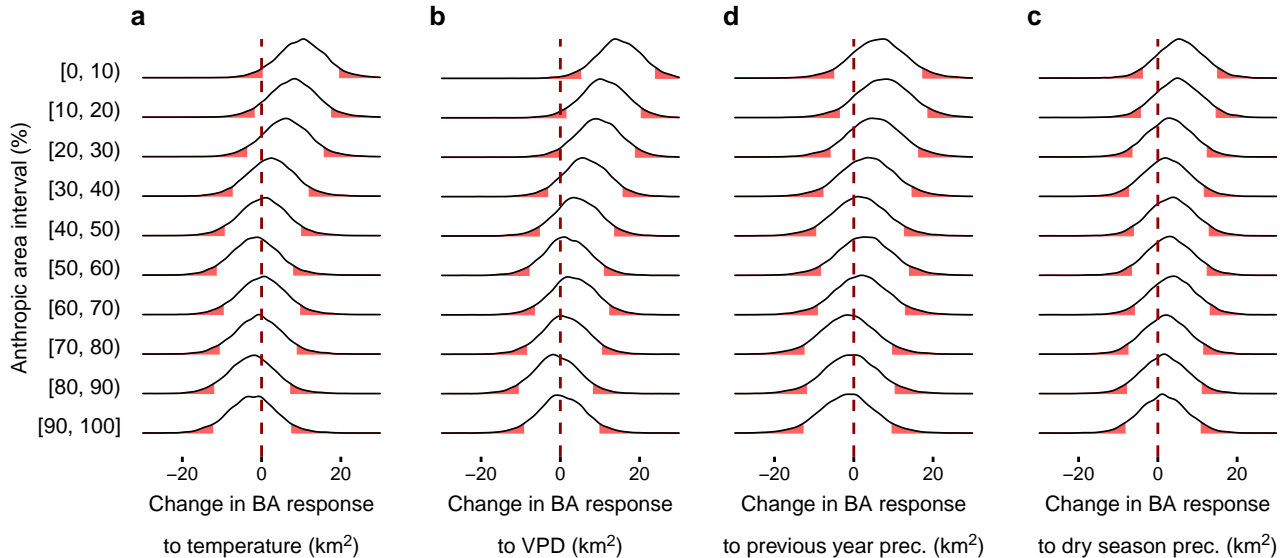 a b d c
Anthropic area interval (%)
[0, 10)
[10, 20)
[20, 30)
[30, 40)
[40, 50)
[50, 60)
[60, 70)
[70, 80)
[80, 90)
[90, 100]
−20 0 20 −20 0 20 −20 0 20 −20 0 20
Change in BA response Change in BA response Change in BA response Change in BA response
to temperature (km²) to VPD (km²) to previous year prec. (km²) to dry season prec. (km²)